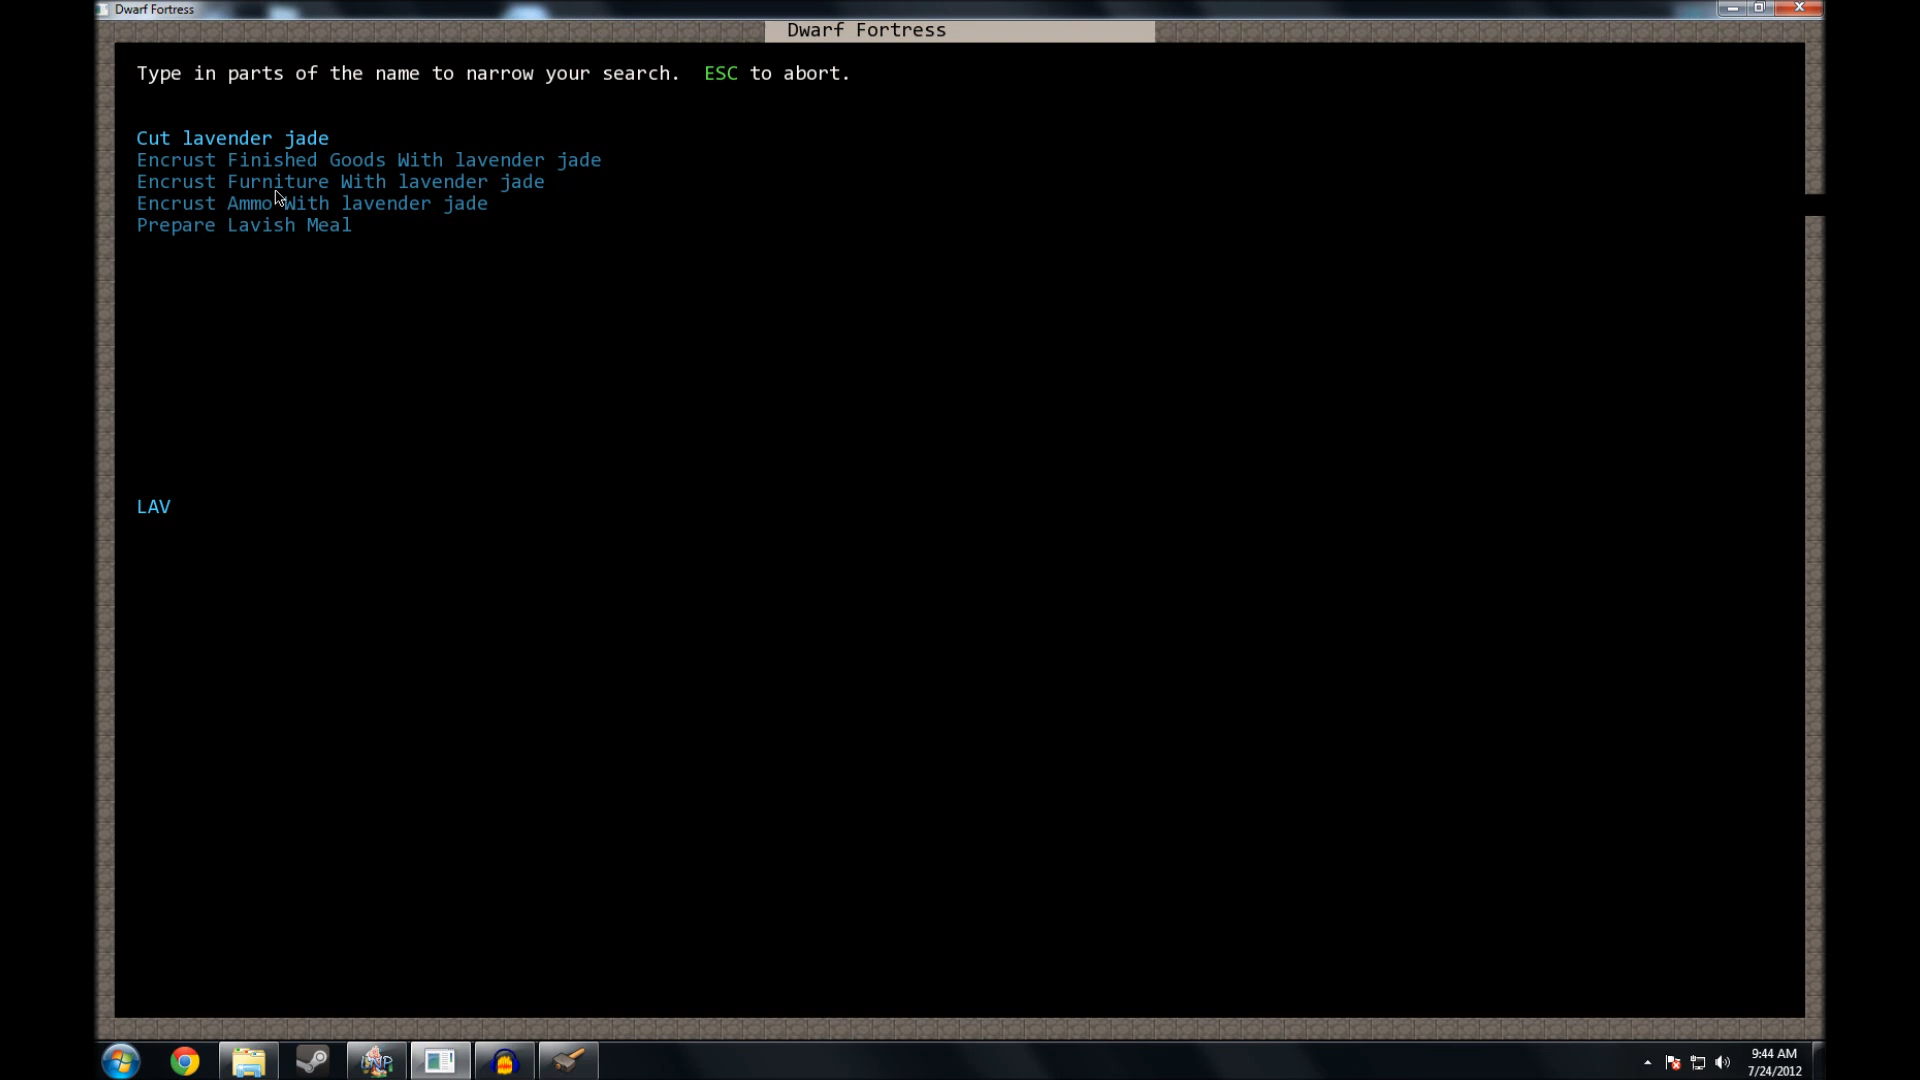 Dwarf Fortress
Dwarf Fortress
Type in parts of the name to narrow your search.  ESC to abort.
Cut lavender jade
Encrust Finished Goods With lavender jade
Encrust Furniture With lavender jade
Encrust Ammo With lavender jade
Prepare Lavish Meal
LAV
9:44 AM
7/24/2012